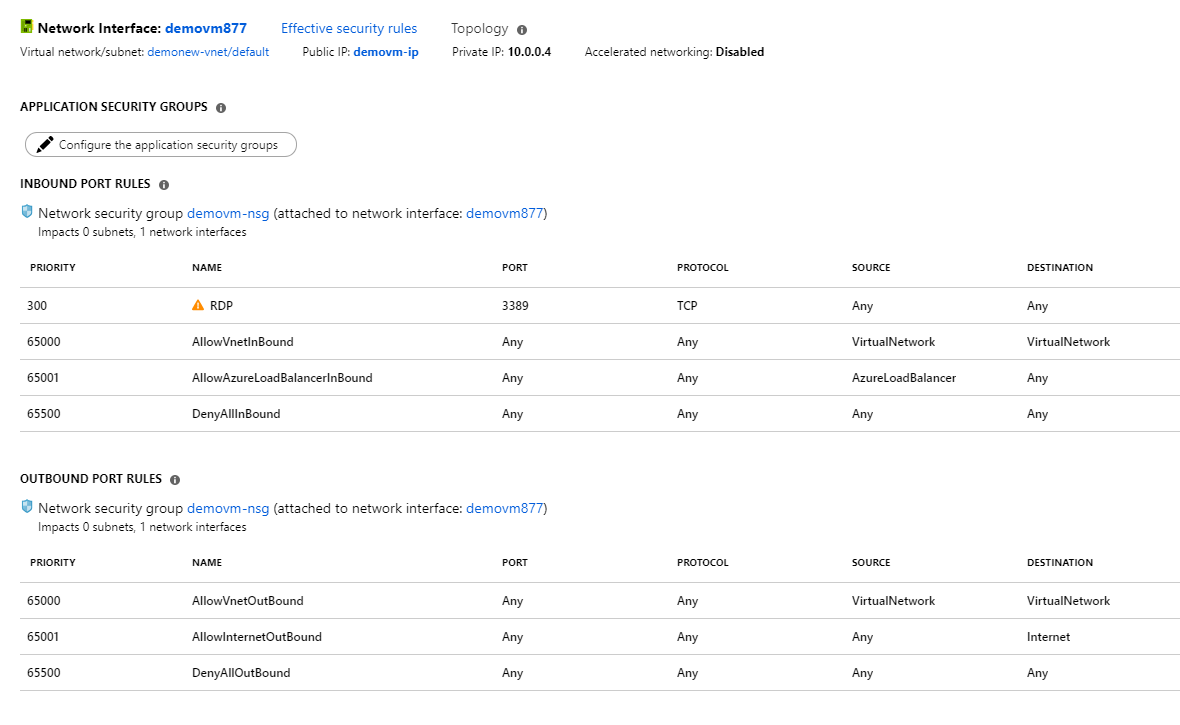 Network Interface: demovm877 Effective security rules Topology
Virtual network/subnet: demonew-vnet/default Public IP: demovm-ip Private IP: 10.0.0.4 Accelerated networking: Disabled
APPLICATION SECURITY GROUPS
Configure the application security groups
INBOUND PORT RULES
Network security group demovm-nsg (attached to network interface: demovm877)
Impacts 0 subnets, 1 network interfaces
PRIORITY NAME PORT PROTOCOL SOURCE DESTINATION
300 RDP 3389 TCP Any Any
65000 AllowVnetInBound Any Any VirtualNetwork VirtualNetwork
65001 AllowAzureLoadBalancerInBound Any Any AzureLoadBalancer Any
65500 DenyAllInBound Any Any Any Any
OUTBOUND PORT RULES
Network security group demovm-nsg (attached to network interface: demovm877)
Impacts 0 subnets, 1 network interfaces
PRIORITY NAME PORT PROTOCOL SOURCE DESTINATION
65000 AllowVnetOutBound Any Any VirtualNetwork VirtualNetwork
65001 AllowInternetOutBound Any Any Any Internet
65500 DenyAllOutBound Any Any Any Any